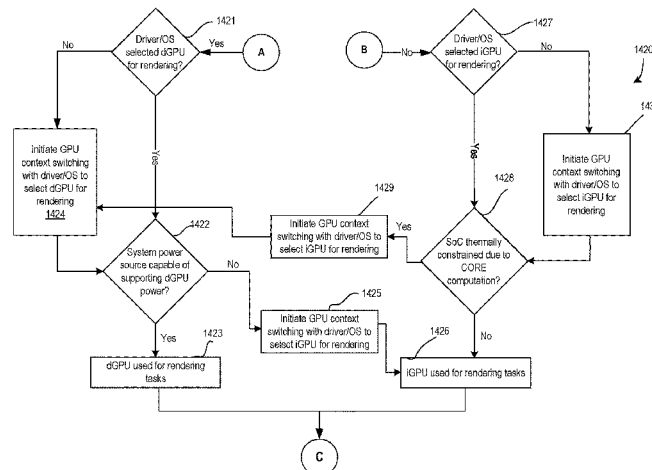 1421
Driver/OS
selected dGPU
for rendering?
Yes
A
No
Yes
B
No
1427
Driver/OS
selected iGPU
for rendering?
No
Yes
1420
Initiate GPU
context switching
with driver/OS to
select dGPU for
rendering
1424
Initiate GPU
context switching
with driver/OS to
select iGPU for
rendering
1429
Initiate GPU context
switching with driver/OS to
select iGPU for rendering
Yes
1428
SoC thermally
constrained due to
CORE
computation?
No
1422
System power
source capable of
supporting dGPU
power?
No
Yes
1425
Initiate GPU context
switching with driver/OS to
select iGPU for rendering
1423
dGPU used for rendering
tasks
1426
iGPU used for rendering tasks
C